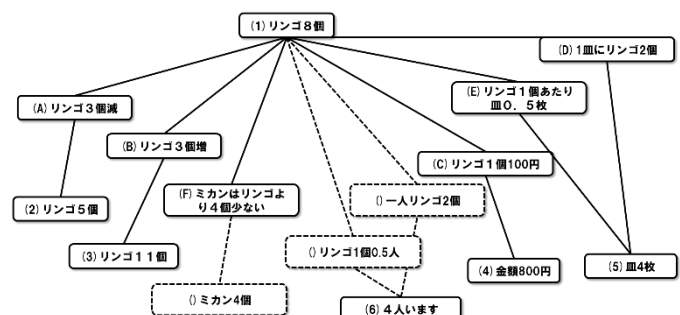 (1) リンゴ８個
(D) 1皿にリンゴ2個
(A) リンゴ３個減
(E) リンゴ１個あたり
皿０．５枚
(B) リンゴ３個増
(C) リンゴ１個100円
(F) ミカンはリンゴよ
り４個少ない
() 一人リンゴ2個
(2) リンゴ５個
(3) リンゴ１１個
() リンゴ1個0.5人
(4) 金額800円
(5) 皿4枚
() ミカン4個
(6) ４人います